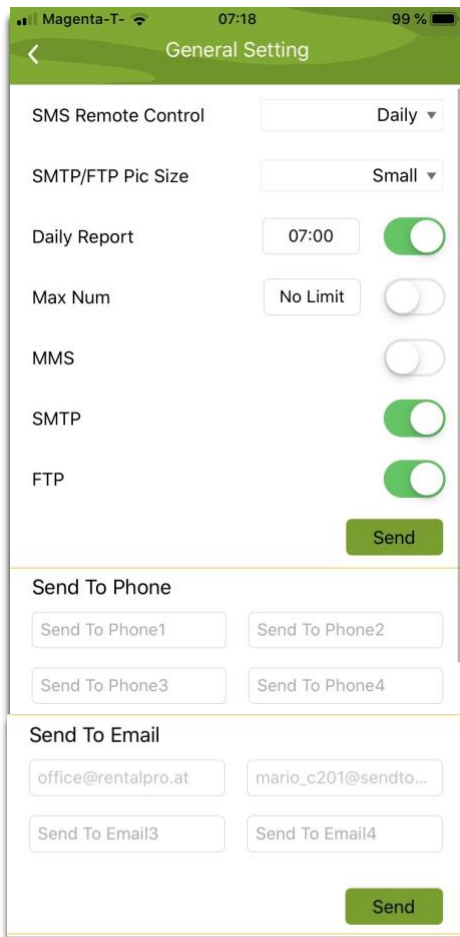 Magenta-T- 07:18 99 %
General Setting
SMS Remote Control Daily
SMTP/FTP Pic Size Small
Daily Report 07:00
Max Num No Limit
MMS
SMTP
FTP
Send
Send To Phone
Send To Phone1 Send To Phone2
Send To Phone3 Send To Phone4
Send To Email
office@rentalpro.at mario_c201@sendto...
Send To Email3 Send To Email4
Send